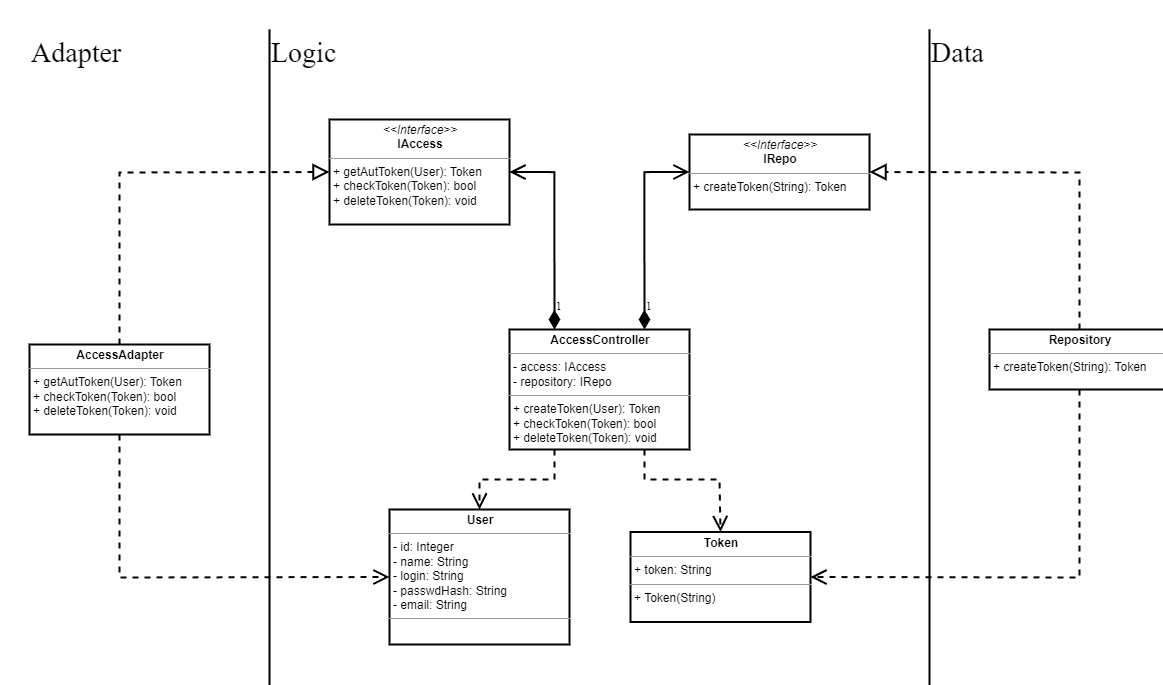 Adapter
Logic
Data
<<Interface>>
IAccess
+ getAutToken(User): Token
+ checkToken(Token): bool
+ deleteToken(Token): void
<<Interface>>
IRepo
+ createToken(String): Token
1
1
AccessAdapter
+ getAutToken(User): Token
+ checkToken(Token): bool
+ deleteToken(Token): void
AccessController
- access: IAccess
- repository: IRepo
+ createToken(User): Token
+ checkToken(Token): bool
+ deleteToken(Token): void
Repository
+ createToken(String): Token
User
- id: Integer
- name: String
- login: String
- passwdHash: String
- email: String
Token
+ token: String
+ Token(String)